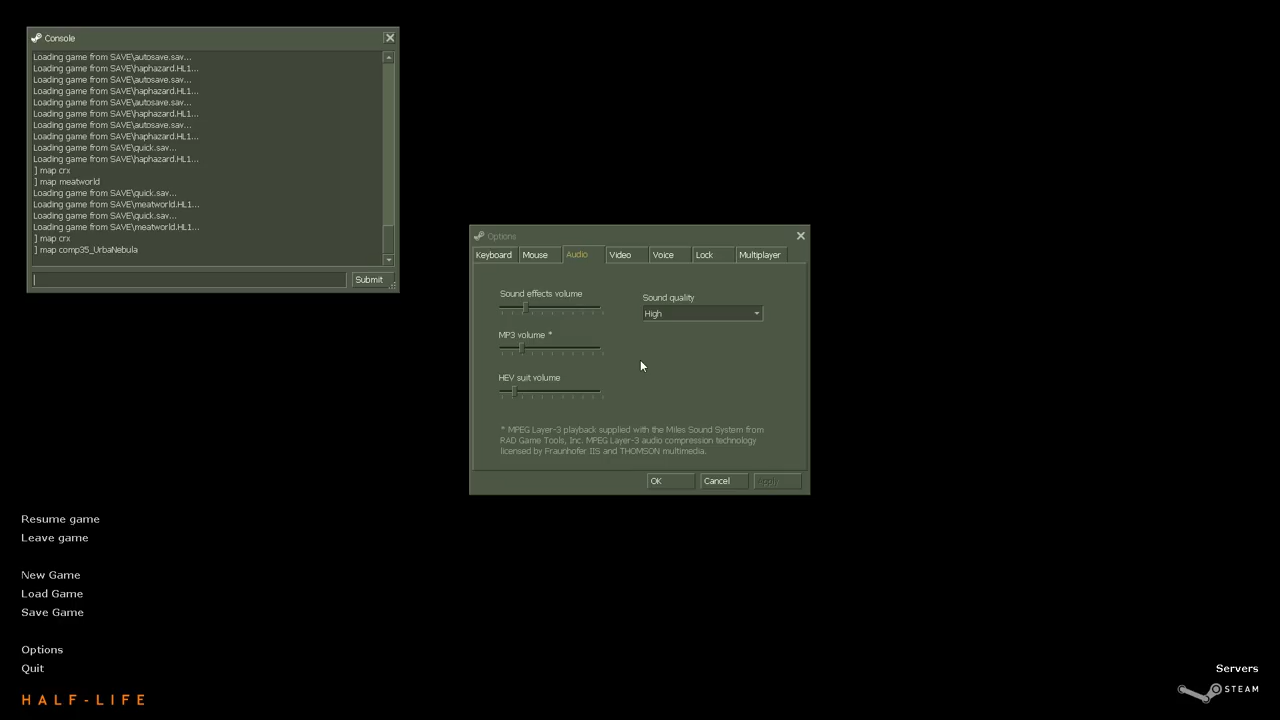 Console
Loading game from SAVE\autosave.sav...
Loading game from SAVE\haphazard.HL1...
Loading game from SAVE\autosave.sav...
Loading game from SAVE\haphazard.HL1...
Loading game from SAVE\autosave.sav...
Loading game from SAVE\haphazard.HL1...
Loading game from SAVE\autosave.sav...
Loading game from SAVE\haphazard.HL1...
Loading game from SAVE\quick.sav...
Loading game from SAVE\haphazard.HL1...
] map crx
] map meatworld
Loading game from SAVE\quick.sav...
Loading game from SAVE\meatworld.HL1...
Loading game from SAVE\quick.sav...
Loading game from SAVE\meatworld.HL1...
] map crx
] map comp35_UrbaNebula
Submit
Options
Keyboard Mouse Audio Video Voice Lock Multiplayer
Sound effects volume
Sound quality
High
MP3 volume *
HEV suit volume
* MPEG Layer-3 playback supplied with the Miles Sound System from
RAD Game Tools, Inc. MPEG Layer-3 audio compression technology
licensed by Fraunhofer IIS and THOMSON multimedia.
OK Cancel Apply
Resume game
Leave game
New Game
Load Game
Save Game
Options
Quit
HALF-LIFE
Servers
STEAM